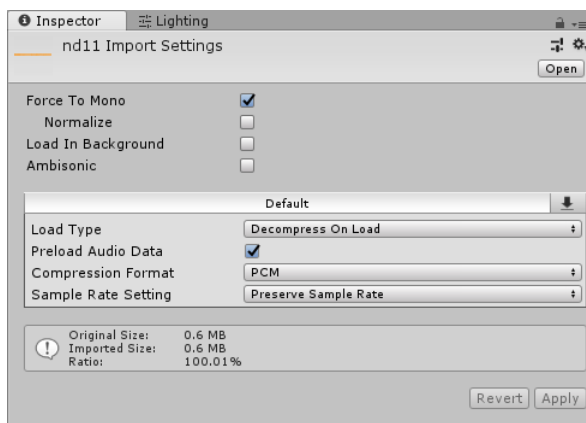 Inspector
Lighting
nd11 Import Settings
Open
Force To Mono
Normalize
Load In Background
Ambisonic
Default
Load Type Decompress On Load
Preload Audio Data
Compression Format PCM
Sample Rate Setting Preserve Sample Rate
Original Size: 0.6 MB
Imported Size: 0.6 MB
Ratio: 100.01%
Revert Apply